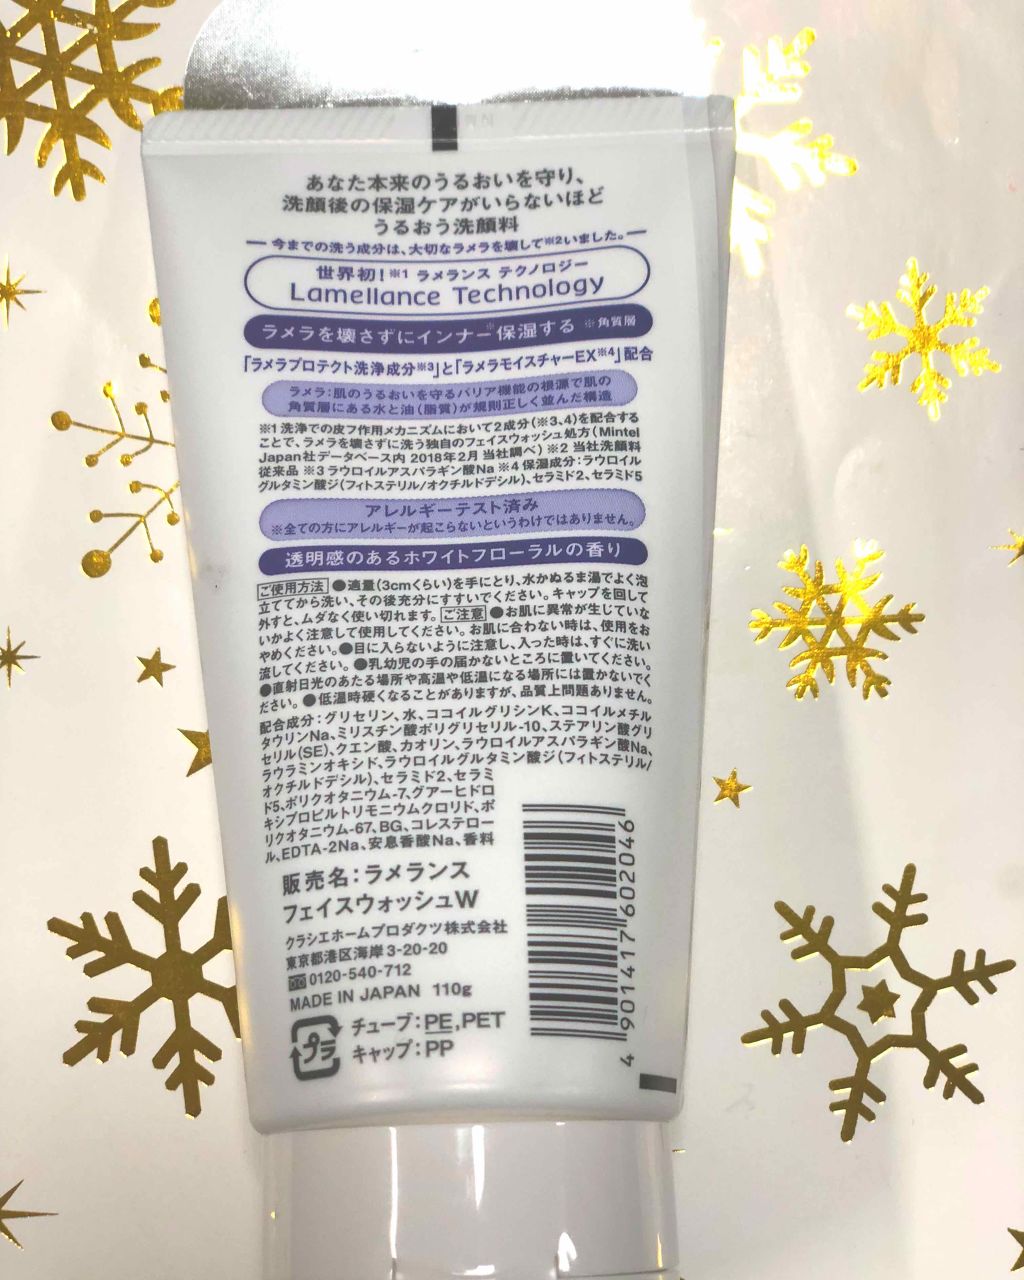 あなた本来のうるおいを守り、
洗顔後の保湿ケアがいらないほど
うるおう洗顔料
今までの洗う成分は、大切なラメラを壊して※2いました。
世界初!※1 ラメランス テクノロジー
Lamellance Technology
ラメラを壊さずにインナー※保湿する ※角質層
「ラメラプロテクト洗浄成分※3」と「ラメラモイスチャーEX※4」配合
ラメラ:肌のうるおいを守るバリア機能の根源で肌の
角質層にある水と油(脂質)が規則正しく並んだ構造
※1 洗浄での皮フ作用メカニズムにおいて2成分(※3、4)を配合する
ことで、ラメラを壊さずに洗う独自のフェイスウォッシュ処方(Mintel
Japan社データベース内 2018年2月 当社調べ) ※2 当社洗顔料
従来品 ※3 ラウロイルアスパラギン酸Na ※4 保湿成分:ラウロイル
グルタミン酸ジ(フィトステリル/オクチルドデシル)、セラミド2、セラミド5
アレルギーテスト済み
※全ての方にアレルギーが起こらないというわけではありません。
透明感のあるホワイトフローラルの香り
ご使用方法 ●適量(3cmくらい)を手にとり、水かぬるま湯でよく泡
立ててから洗い、その後充分にすすいでください。キャップを回して
外すと、ムダなく使い切れます。 ご注意 ●お肌に異常が生じていな
いかよく注意して使用してください。お肌に合わない時は、使用をお
やめください。●目に入らないように注意し、入った時は、すぐに洗い
流してください。●乳幼児の手の届かないところに置いてください。
●直射日光のあたる場所や高温や低温になる場所には置かないでく
ださい。●低温時硬くなることがありますが、品質上問題ありません。
配合成分:グリセリン、水、ココイルグリシンK、ココイルメチル
タウリンNa、ミリスチン酸ポリグリセリル-10、ステアリン酸グリ
セリル(SE)、クエン酸、カオリン、ラウロイルアスパラギン酸Na、
ラウラミンオキシド、ラウロイルグルタミン酸ジ(フィトステリル/
オクチルドデシル)、セラミド2、セラミ
ド5、ポリクオタニウム-7、グアーヒドロ
キシプロピルトリモニウムクロリド、ポ
リクオタニウム-67、BG、コレステロー
ル、EDTA-2Na、安息香酸Na、香料
販売名:ラメランス
フェイスウォッシュW
クラシエホームプロダクツ株式会社
東京都港区海岸3-20-20
0120-540-712
MADE IN JAPAN 110g
プラ
チューブ:PE,PET
キャップ:PP
4 901417 602046